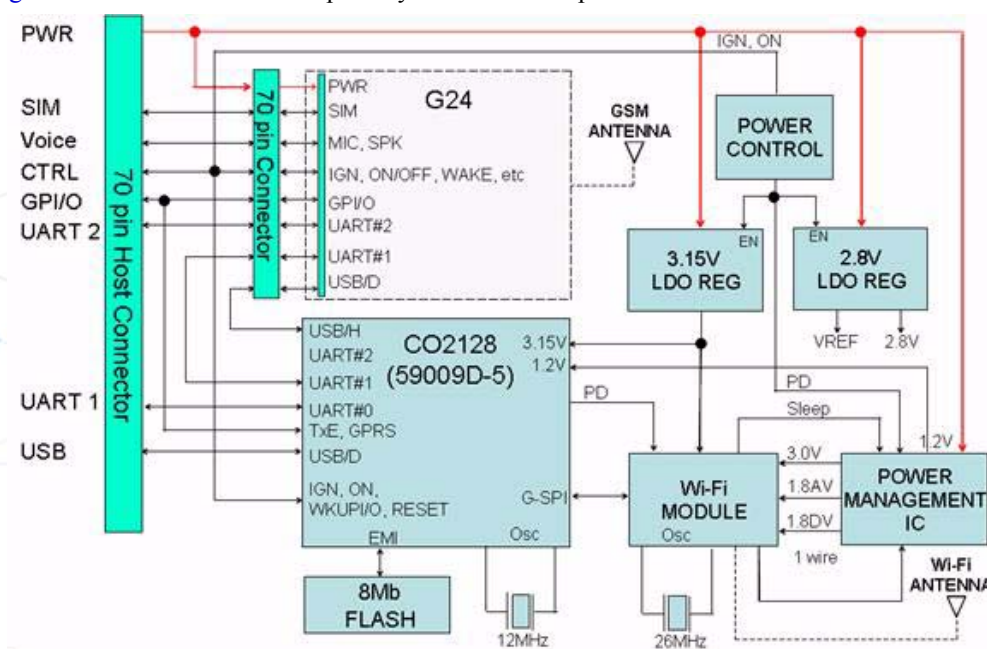 PWR
SIM
Voice
CTRL
GPI/O
UART 2
UART 1
USB
70 pin Host Connector
70 pin Connector
PWR
G24
SIM
MIC, SPK
IGN, ON/OFF, WAKE, etc
GPI/O
UART#2
UART#1
USB/D
GSM
ANTENNA
IGN, ON
POWER
CONTROL
EN
EN
3.15V
LDO REG
2.8V
LDO REG
VREF
2.8V
USB/H
UART#2
UART#1
UART#0
TxE, GPRS
USB/D
IGN, ON,
WKUPI/O, RESET
EMI
CO2128
(59009D-5)
3.15V
1.2V
G-SPI
Osc
PD
PD
Sleep
1.2V
3.0V
1.8AV
1.8DV
1 wire
Wi-Fi
MODULE
Osc
POWER
MANAGEMENT
IC
Wi-Fi
ANTENNA
8Mb
FLASH
12MHz
26MHz